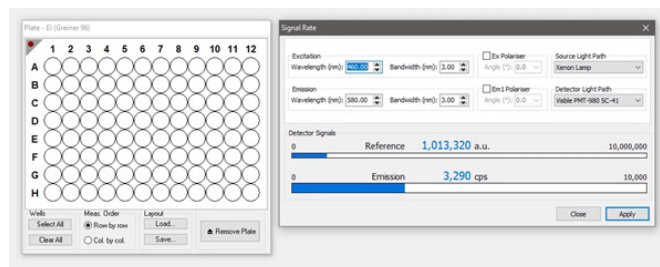 Plate - EI (Greiner 96)
1 2 3 4 5 6 7 8 9 10 11 12
A
B
C
D
E
F
G
H
Wells
Select All
Clear All
Meas. Order
Row by row
Col. by col.
Layout
Load...
Save...
Remove Plate
Signal Rate
Excitation
Wavelength (nm): 460.00 Bandwidth (nm): 3.00
Ex Polariser
Angle (°): 0.0
Source Light Path
Xenon Lamp
Emission
Wavelength (nm): 580.00 Bandwidth (nm): 3.00
Em1 Polariser
Angle (°): 0.0
Detector Light Path
Visible PMT-980 SC-41
Detector Signals
0 Reference 1,013,320 a.u. 10,000,000
0 Emission 3,290 cps 10,000
Close Apply